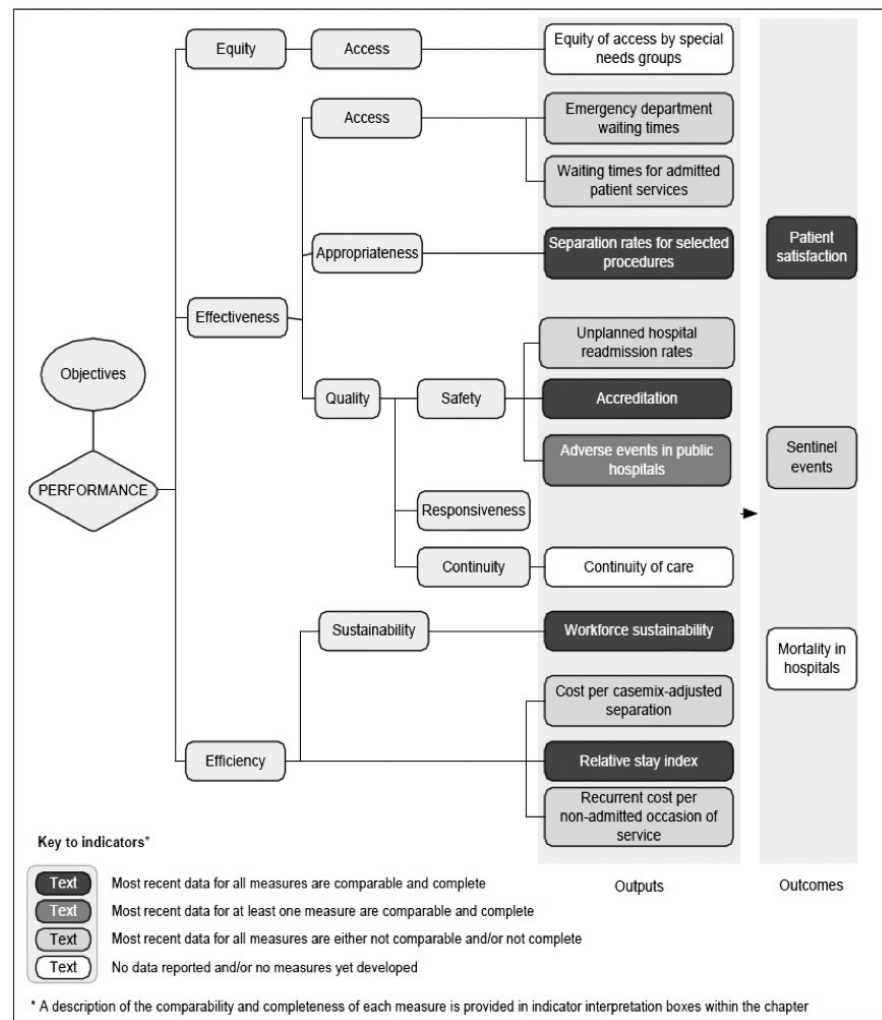 Equity
Access
Equity of access by special
needs groups
Access
Emergency department
waiting times
Waiting times for admitted
patient services
Appropriateness
Separation rates for selected
procedures
Patient
satisfaction
Effectiveness
Unplanned hospital
readmission rates
Objectives
Quality
Safety
Accreditation
Adverse events in public
hospitals
Sentinel
events
PERFORMANCE
Responsiveness
Continuity
Continuity of care
Sustainability
Workforce sustainability
Mortality in
hospitals
Cost per casemix-adjusted
separation
Efficiency
Relative stay index
Recurrent cost per
non-admitted occasion of
service
Key to indicators*
Text Most recent data for all measures are comparable and complete
Text Most recent data for at least one measure are comparable and complete
Text Most recent data for all measures are either not comparable and/or not complete
Text No data reported and/or no measures yet developed
Outputs
Outcomes
* A description of the comparability and completeness of each measure is provided in indicator interpretation boxes within the chapter